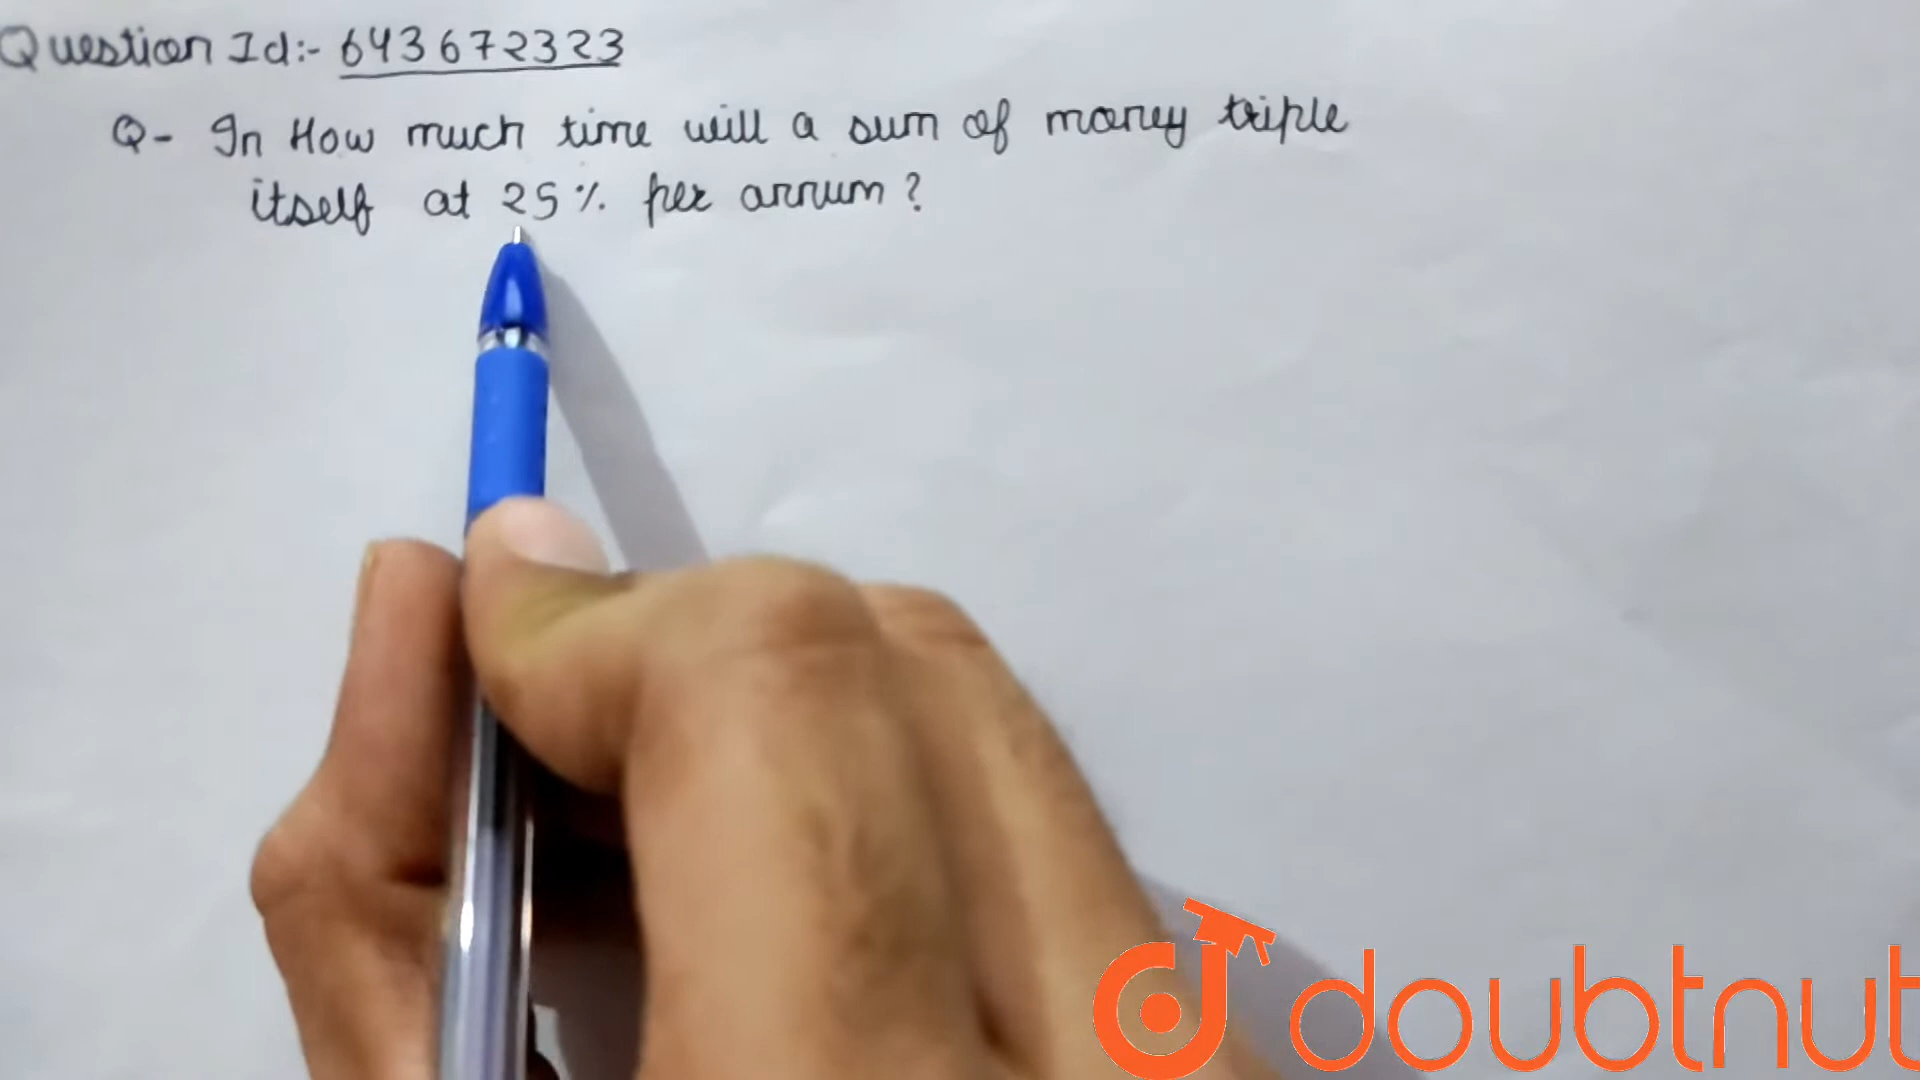 Question Id:- 643672323
Q- In How much time will a sum of money triple
itself at 25% per annum?
doubtnut